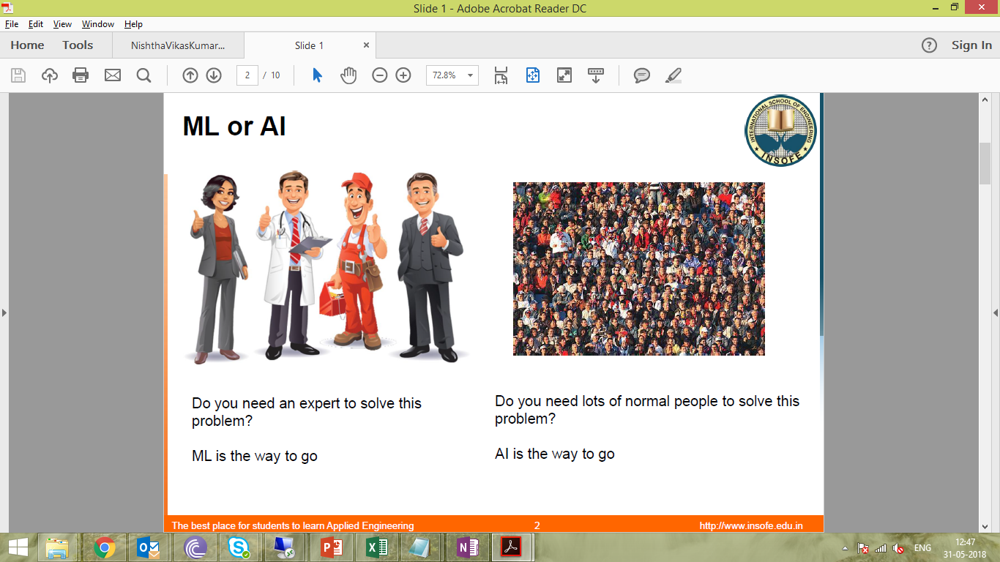 Slide 1 - Adobe Acrobat Reader DC
File Edit View Window Help
Home Tools NishthaVikasKumar... Slide 1 Sign In
2 / 10 72.8%
ML or AI
INTERNATIONAL SCHOOL OF ENGINEERING
INSOFE
Do you need an expert to solve this
problem?
ML is the way to go
Do you need lots of normal people to solve this
problem?
AI is the way to go
The best place for students to learn Applied Engineering 2 http://www.insofe.edu.in
12:47
ENG
31-05-2018